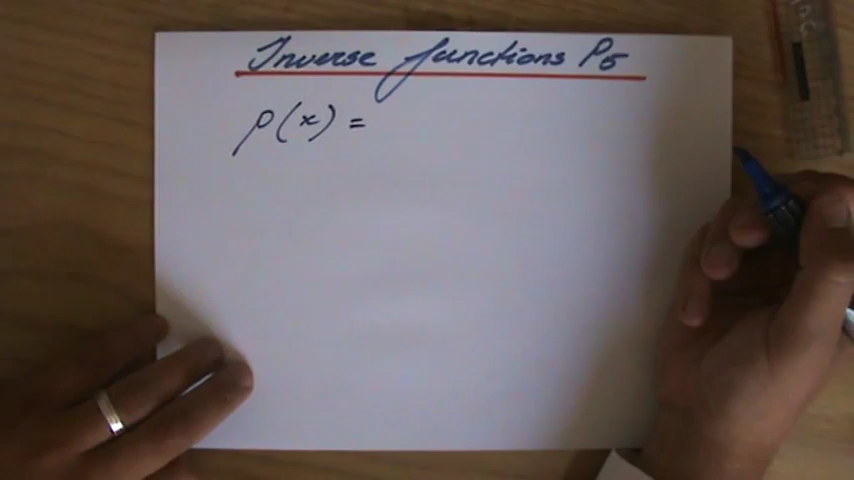 Inverse functions P5
p(x) =